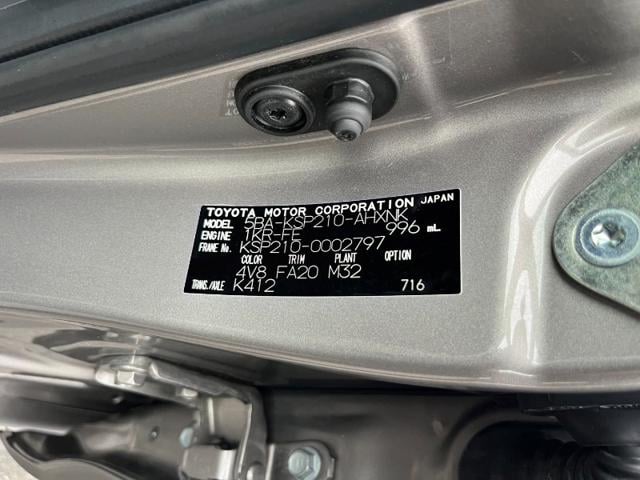 TOYOTA MOTOR CORPORATION JAPAN
MODEL 5BA-KSP210-AHXNK
ENGINE 1KR-FE 996 mL
FRAME No. KSP210-0002797
COLOR TRIM PLANT OPTION
4V8 FA20 M32
TRANS./AXLE K412 716